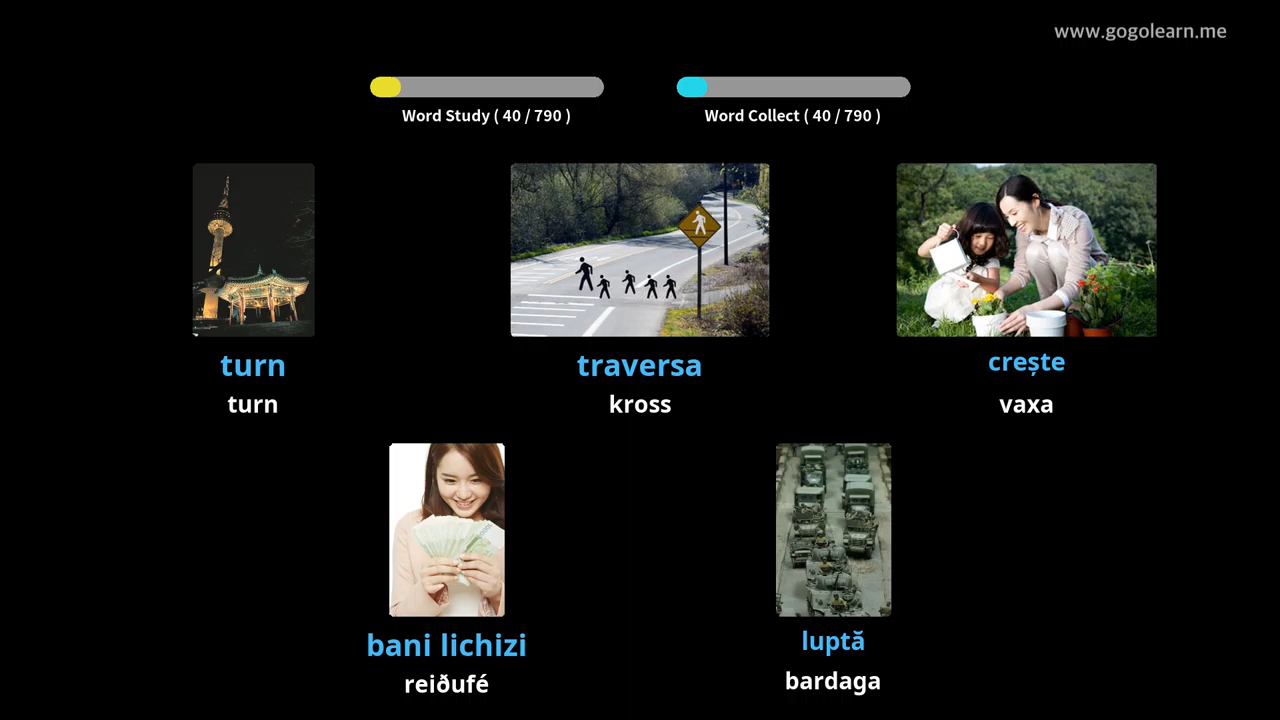 www.gogolearn.me
Word Study ( 40 / 790 )
Word Collect ( 40 / 790 )
turn
turn
traversa
kross
crește
vaxa
bani lichizi
reiðufé
luptă
bardaga